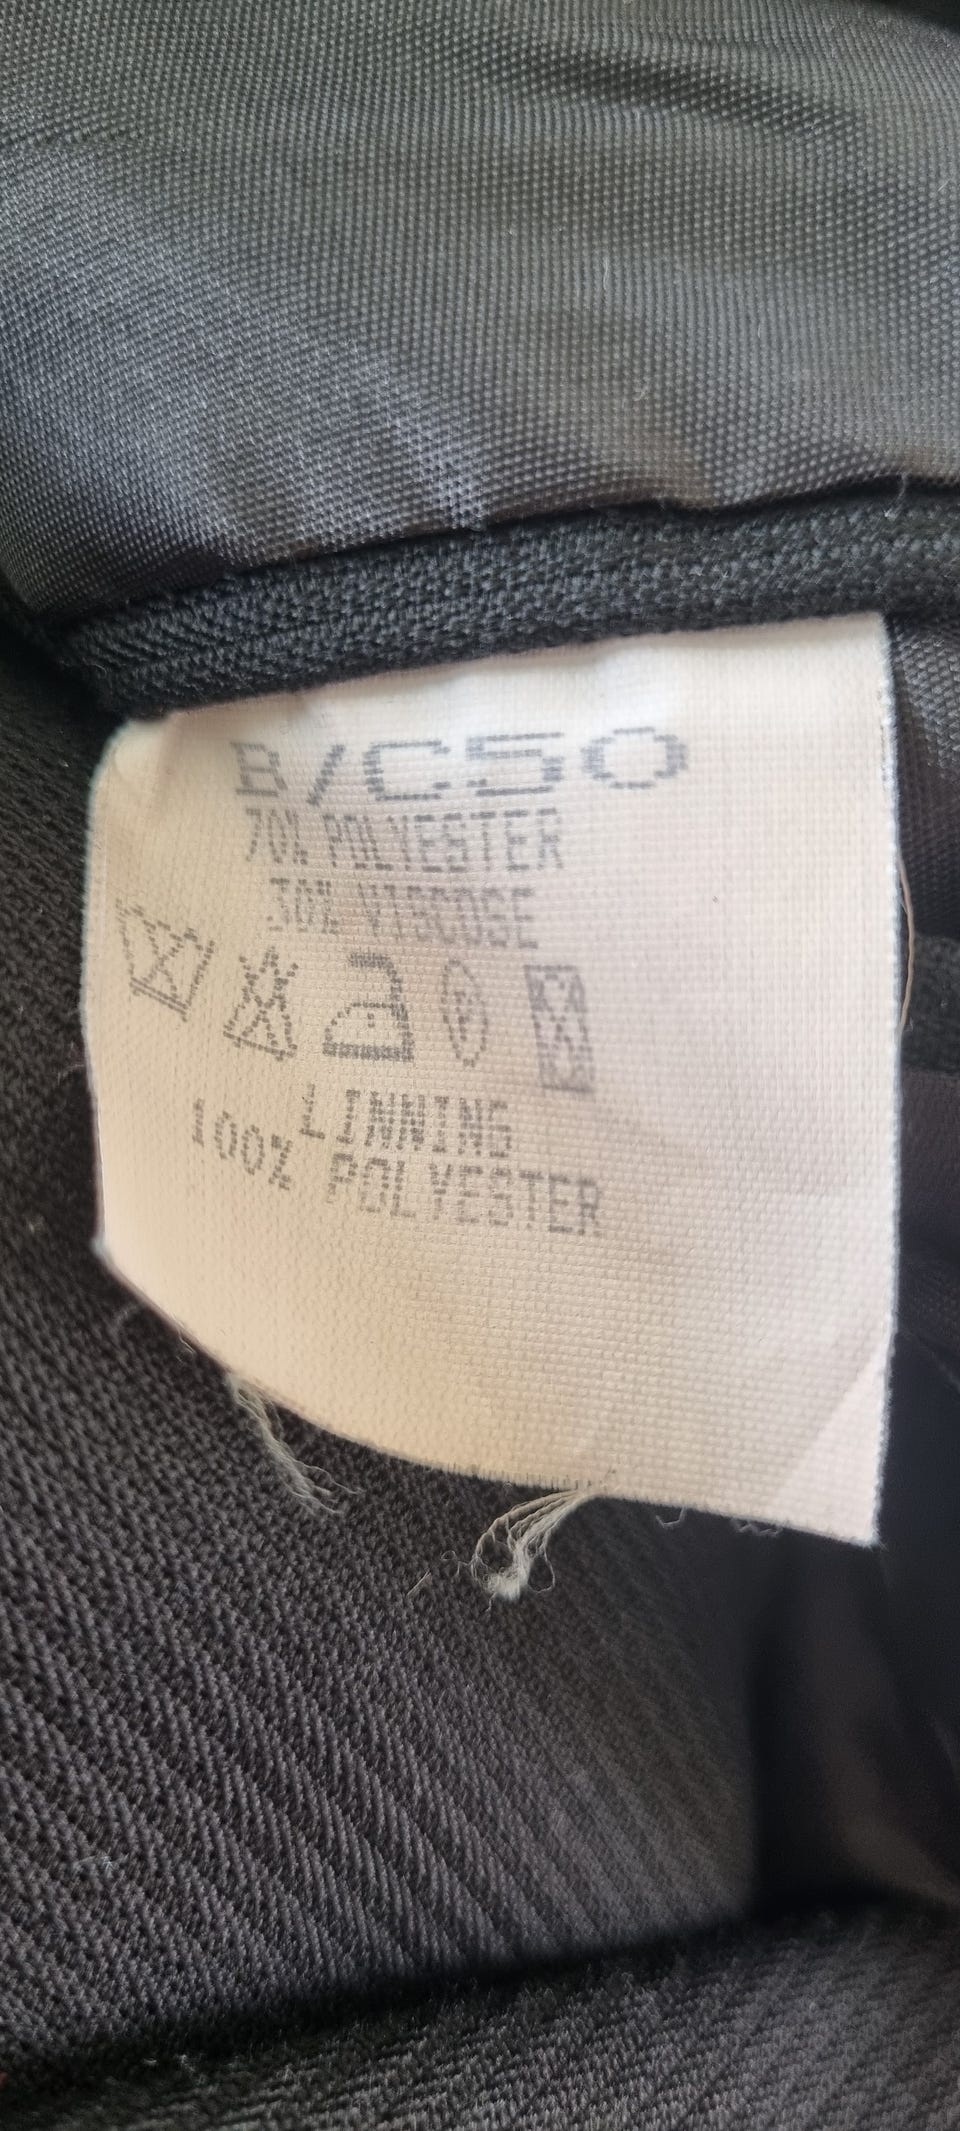 B/C50
70% POLYESTER
30% VISCOSE
LINNING
100% POLYESTER